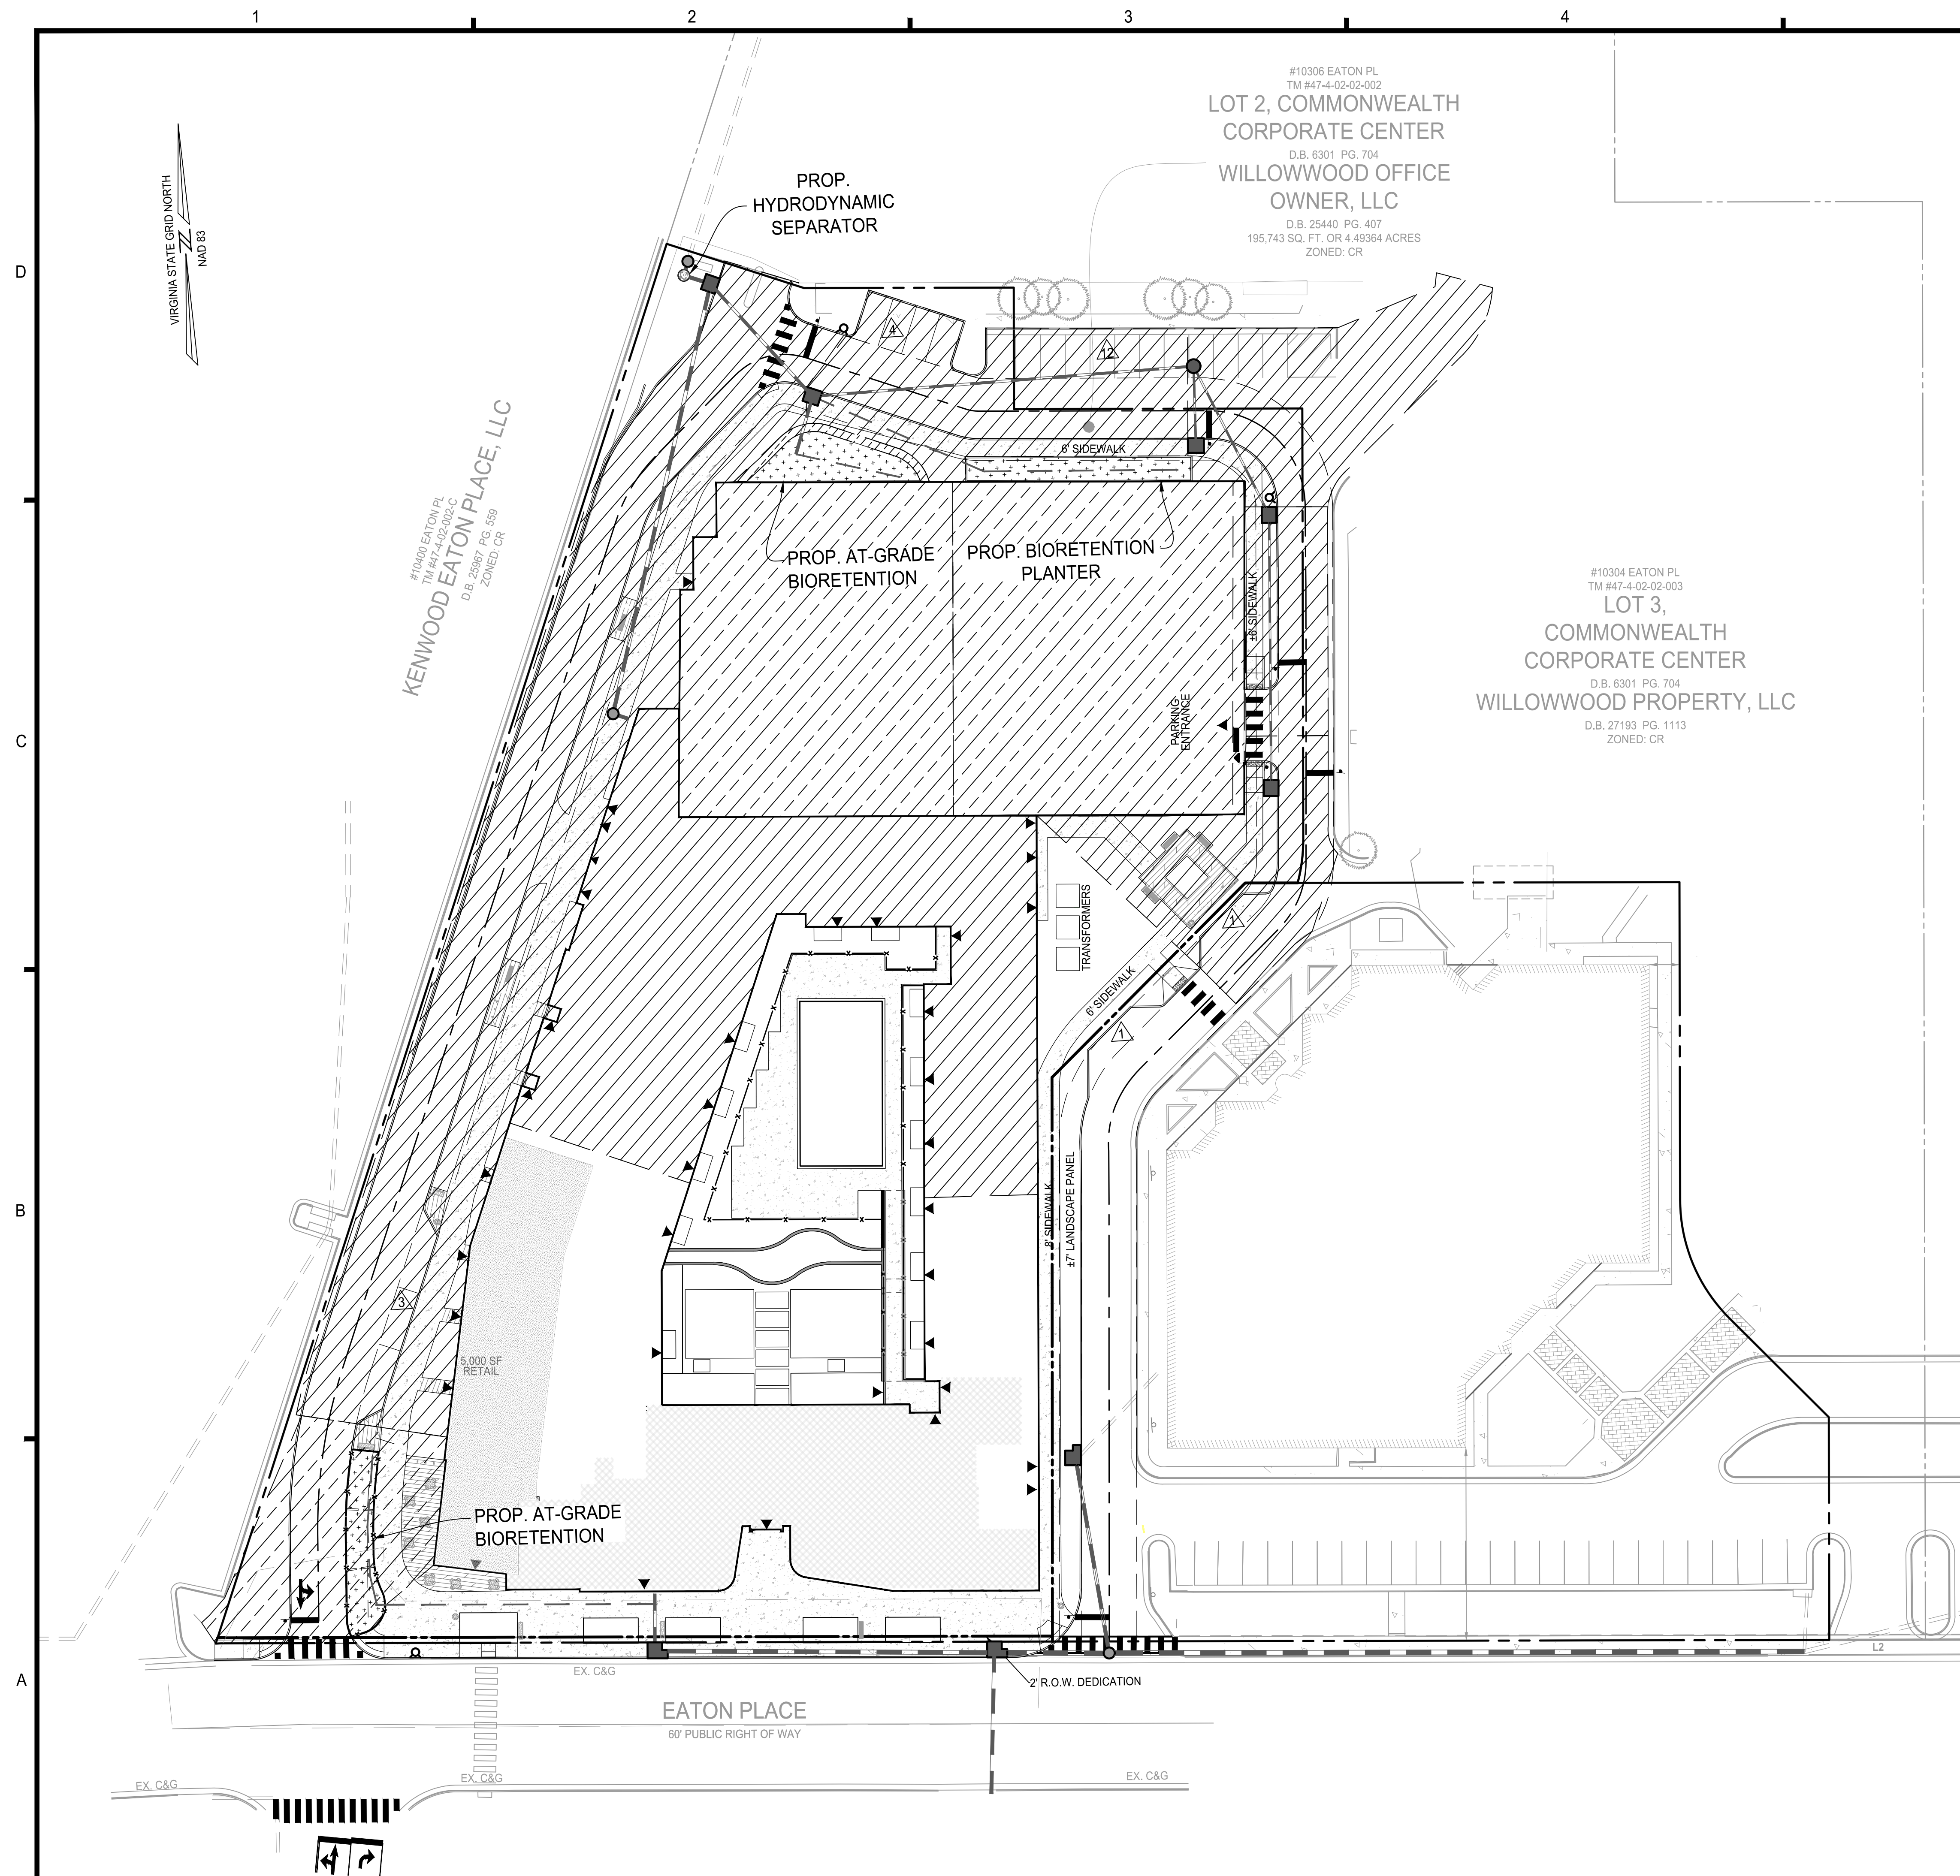 1
2
3
4
D
C
B
A
VIRGINIA STATE GRID NORTH
NAD 83
#10306 EATON PL
TM #47-4-02-02-002
LOT 2, COMMONWEALTH
CORPORATE CENTER
D.B. 6301 PG. 704
WILLOWWOOD OFFICE
OWNER, LLC
D.B. 25440 PG. 407
195,743 SQ. FT. OR 4.49364 ACRES
ZONED: CR
PROP.
HYDRODYNAMIC
SEPARATOR
4
12
6' SIDEWALK
#10400 EATON PL
TM #47-4-02-002-C
KENWOOD EATON PLACE, LLC
D.B. 25967 PG. 559
ZONED: CR
PROP. AT-GRADE
BIORETENTION
PROP. BIORETENTION
PLANTER
±6' SIDEWALK
#10304 EATON PL
TM #47-4-02-02-003
LOT 3,
COMMONWEALTH
CORPORATE CENTER
D.B. 6301 PG. 704
WILLOWWOOD PROPERTY, LLC
D.B. 27193 PG. 1113
ZONED: CR
PARKING
ENTRANCE
TRANSFORMERS
1
6' SIDEWALK
1
8' SIDEWALK
±7' LANDSCAPE PANEL
3
5,000 SF
RETAIL
PROP. AT-GRADE
BIORETENTION
L2
EX. C&G
2' R.O.W. DEDICATION
EATON PLACE
60' PUBLIC RIGHT OF WAY
EX. C&G
EX. C&G
EX. C&G